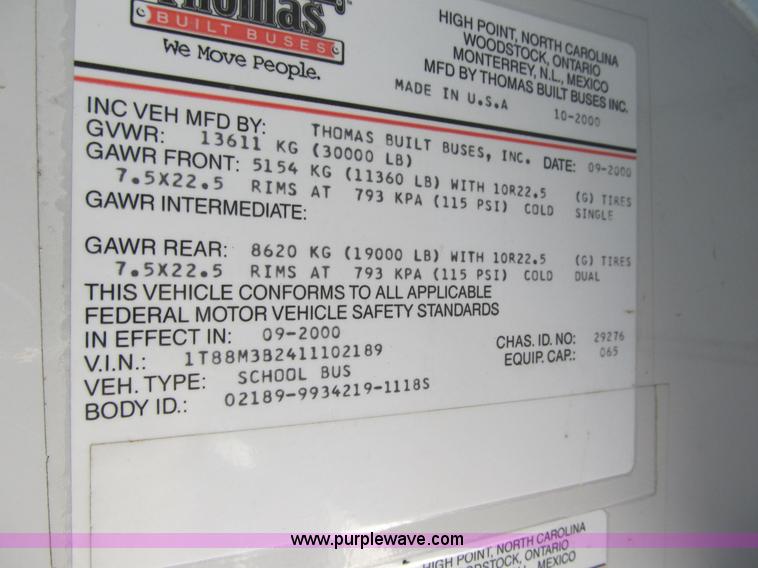 Thomas
BUILT BUSES
We Move People.
HIGH POINT, NORTH CAROLINA
WOODSTOCK, ONTARIO
MONTERREY, N.L., MEXICO
MFD BY THOMAS BUILT BUSES INC.
MADE IN U.S.A 10-2000
INC VEH MFD BY: THOMAS BUILT BUSES, INC. DATE: 09-2000
GVWR: 13611 KG (30000 LB)
GAWR FRONT: 5154 KG (11360 LB) WITH 10R22.5 (G) TIRES
7.5X22.5 RIMS AT 793 KPA (115 PSI) COLD SINGLE
GAWR INTERMEDIATE:
GAWR REAR: 8620 KG (19000 LB) WITH 10R22.5 (G) TIRES
7.5X22.5 RIMS AT 793 KPA (115 PSI) COLD DUAL
THIS VEHICLE CONFORMS TO ALL APPLICABLE
FEDERAL MOTOR VEHICLE SAFETY STANDARDS
IN EFFECT IN: 09-2000 CHAS. ID. NO: 29276
V.I.N.: 1T88M3B2411102189 EQUIP. CAP.: 065
VEH. TYPE: SCHOOL BUS
BODY ID.: 02189-9934219-1118S
www.purplewave.com
HIGH POINT, NORTH CAROLINA
WOODSTOCK, ONTARIO
MEXICO